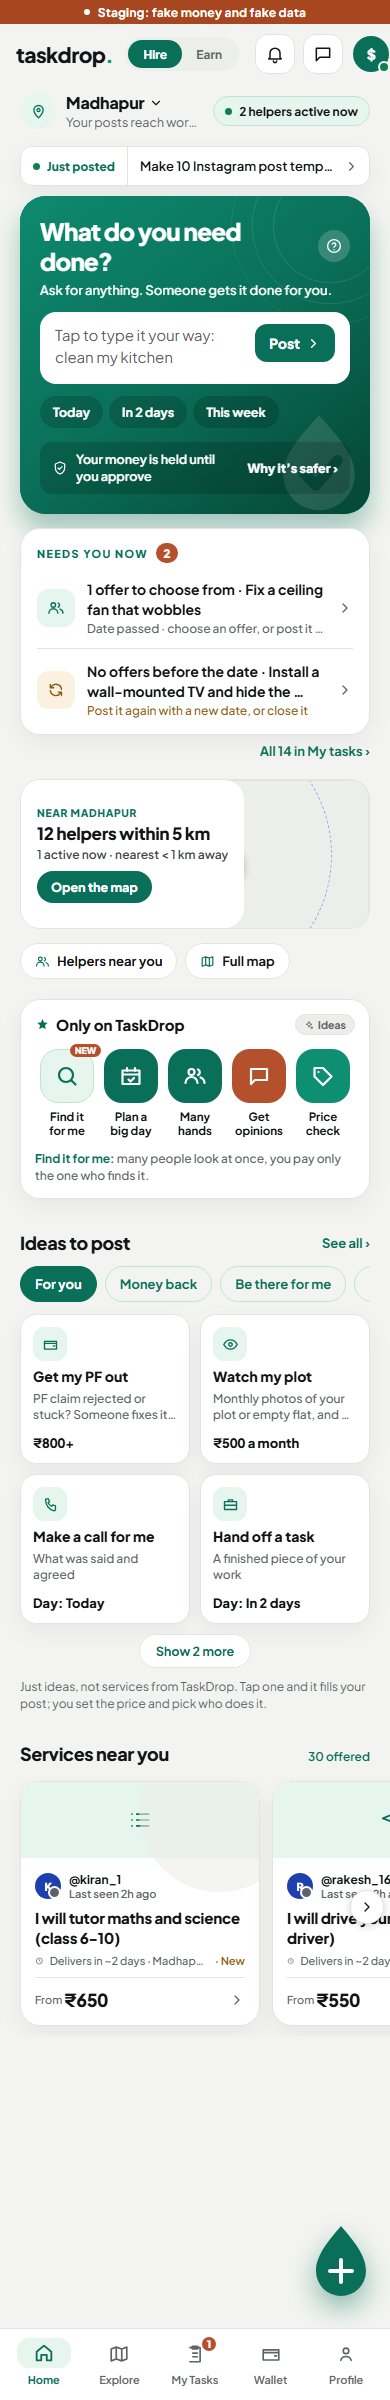 Staging: fake money and fake data
taskdrop.
Hire
Earn
$
Madhapur
Your posts reach wor...
2 helpers active now
Just posted
Make 10 Instagram post temp...
What do you need
done?
Ask for anything. Someone gets it done for you.
Tap to type it your way:
clean my kitchen
Post
Today
In 2 days
This week
Your money is held until
you approve
Why it's safer ›
NEEDS YOU NOW
2
1 offer to choose from · Fix a ceiling
fan that wobbles
Date passed · choose an offer, or post it ...
No offers before the date · Install a
wall-mounted TV and hide the ...
Post it again with a new date, or close it
All 14 in My tasks ›
NEAR MADHAPUR
12 helpers within 5 km
1 active now · nearest < 1 km away
Open the map
Helpers near you
Full map
Only on TaskDrop
Ideas
NEW
Find it
for me
Plan a
big day
Many
hands
Get
opinions
Price
check
Find it for me: many people look at once, you pay only
the one who finds it.
Ideas to post
See all ›
For you
Money back
Be there for me
Get my PF out
PF claim rejected or
stuck? Someone fixes it...
₹800+
Watch my plot
Monthly photos of your
plot or empty flat, and ...
₹500 a month
Make a call for me
What was said and
agreed
Day: Today
Hand off a task
A finished piece of your
work
Day: In 2 days
Show 2 more
Just ideas, not services from TaskDrop. Tap one and it fills your
post; you set the price and pick who does it.
Services near you
30 offered
K
@kiran_1
Last seen 2h ago
I will tutor maths and science
(class 6–10)
Delivers in ~2 days · Madhap...
· New
From ₹650
R
@rakesh_16
Last
I will drive
driver)
Delivers in ~2 day
From ₹550
Home
Explore
1
My Tasks
Wallet
Profile